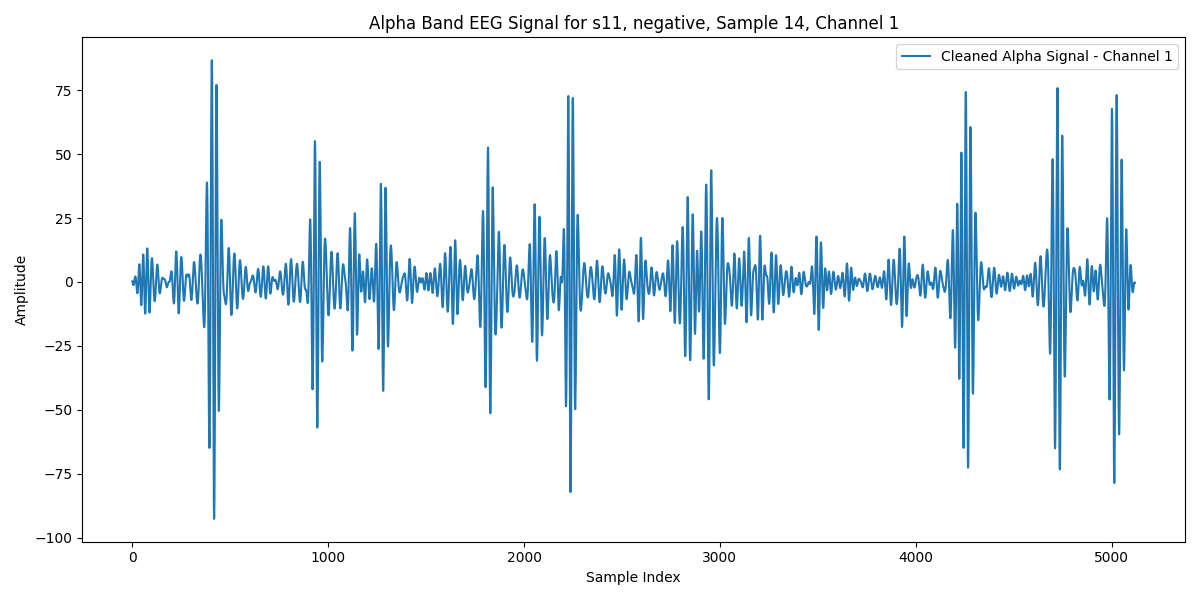 Alpha Band EEG Signal for s11, negative, Sample 14, Channel 1
Cleaned Alpha Signal - Channel 1
Amplitude
75
50
25
0
−25
−50
−75
−100
0 1000 2000 3000 4000 5000
Sample Index